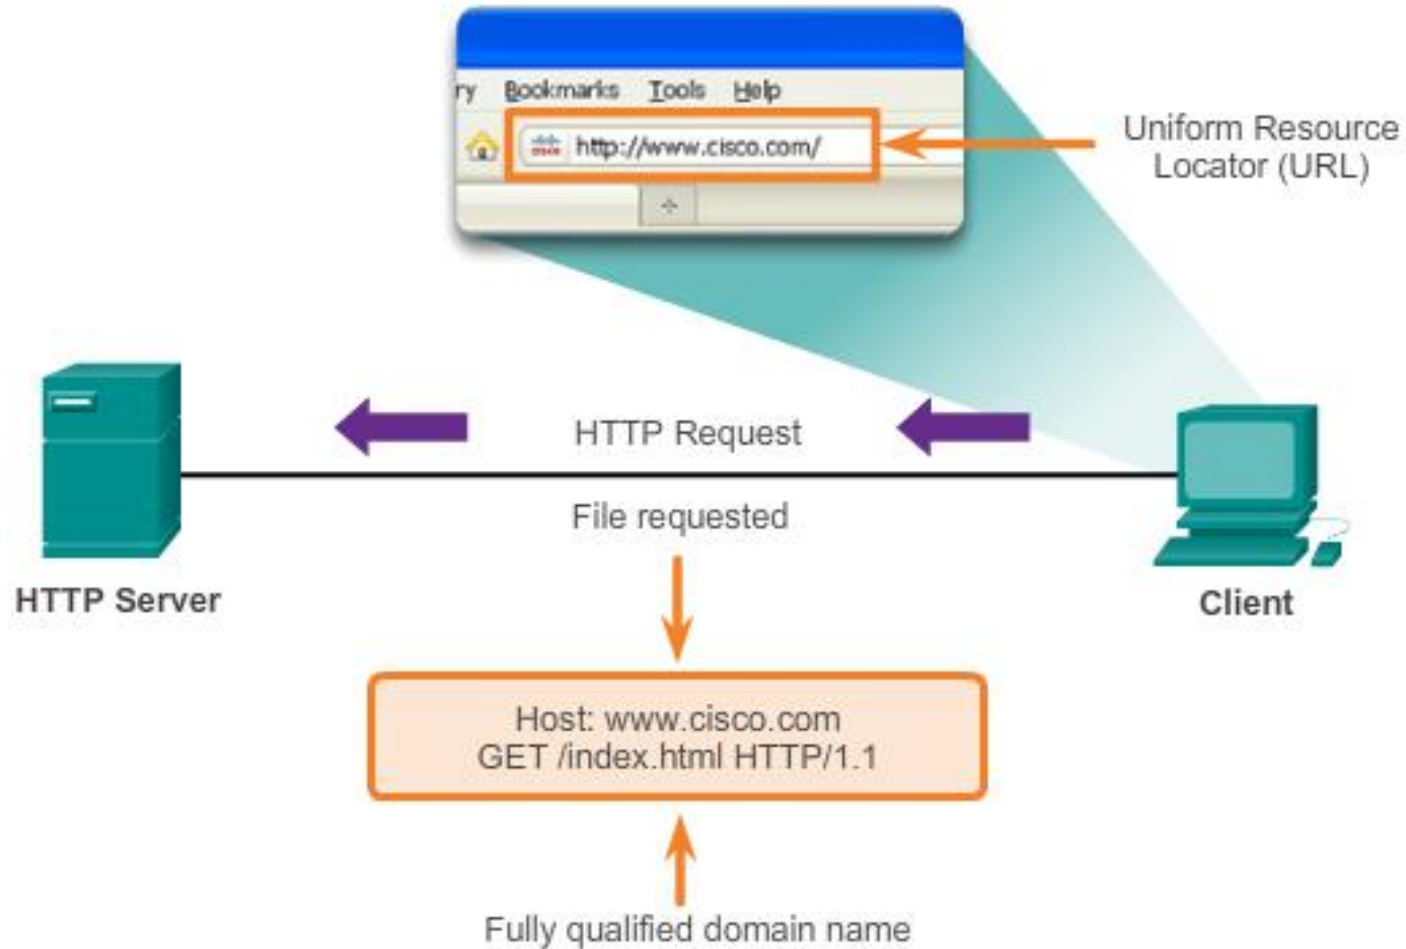 ry Bookmarks Tools Help
http://www.cisco.com/
Uniform Resource
Locator (URL)
HTTP Request
File requested
HTTP Server
Client
Host: www.cisco.com
GET /index.html HTTP/1.1
Fully qualified domain name